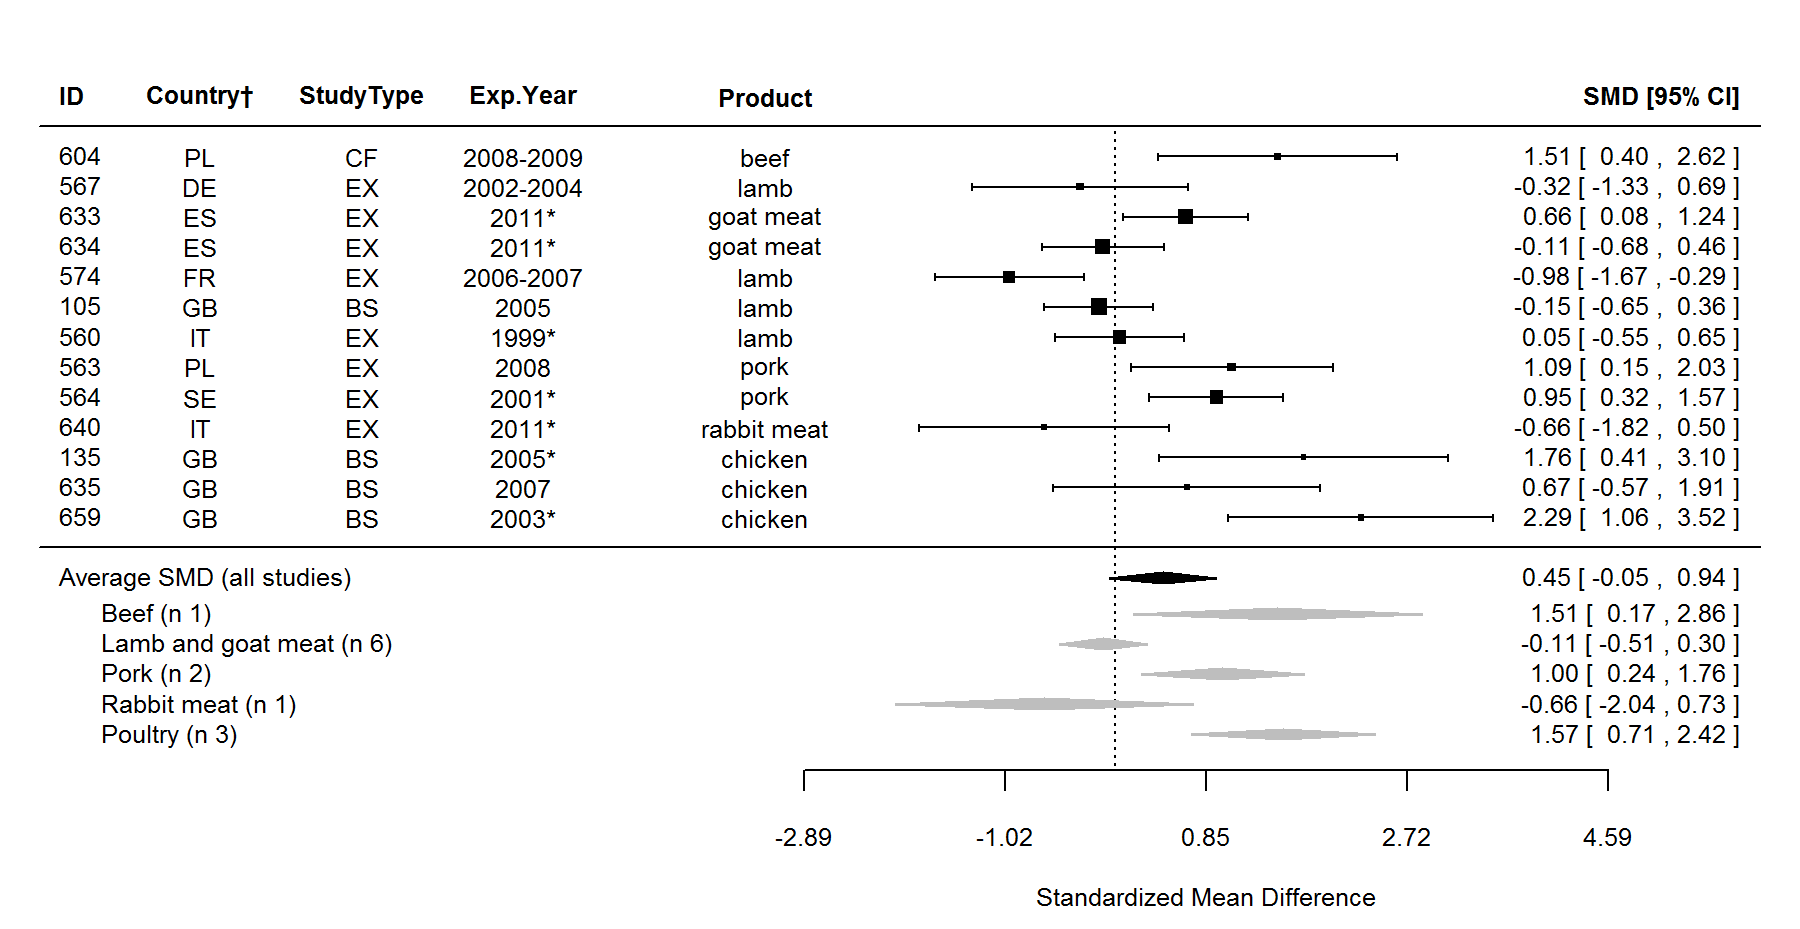 ID Country† StudyType Exp.Year Product SMD [95% CI]
604 PL CF 2008-2009 beef 1.51 [ 0.40 , 2.62 ]
567 DE EX 2002-2004 lamb -0.32 [ -1.33 , 0.69 ]
633 ES EX 2011* goat meat 0.66 [ 0.08 , 1.24 ]
634 ES EX 2011* goat meat -0.11 [ -0.68 , 0.46 ]
574 FR EX 2006-2007 lamb -0.98 [ -1.67 , -0.29 ]
105 GB BS 2005 lamb -0.15 [ -0.65 , 0.36 ]
560 IT EX 1999* lamb 0.05 [ -0.55 , 0.65 ]
563 PL EX 2008 pork 1.09 [ 0.15 , 2.03 ]
564 SE EX 2001* pork 0.95 [ 0.32 , 1.57 ]
640 IT EX 2011* rabbit meat -0.66 [ -1.82 , 0.50 ]
135 GB BS 2005* chicken 1.76 [ 0.41 , 3.10 ]
635 GB BS 2007 chicken 0.67 [ -0.57 , 1.91 ]
659 GB BS 2003* chicken 2.29 [ 1.06 , 3.52 ]
Average SMD (all studies) 0.45 [ -0.05 , 0.94 ]
Beef (n 1) 1.51 [ 0.17 , 2.86 ]
Lamb and goat meat (n 6) -0.11 [ -0.51 , 0.30 ]
Pork (n 2) 1.00 [ 0.24 , 1.76 ]
Rabbit meat (n 1) -0.66 [ -2.04 , 0.73 ]
Poultry (n 3) 1.57 [ 0.71 , 2.42 ]
-2.89 -1.02 0.85 2.72 4.59
Standardized Mean Difference